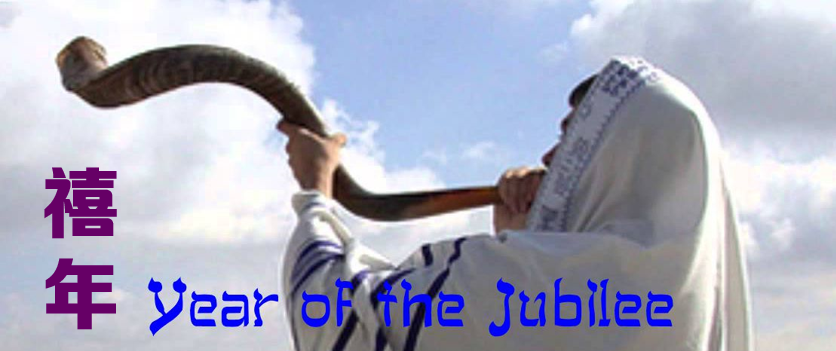 禧年
Year of the Jubilee